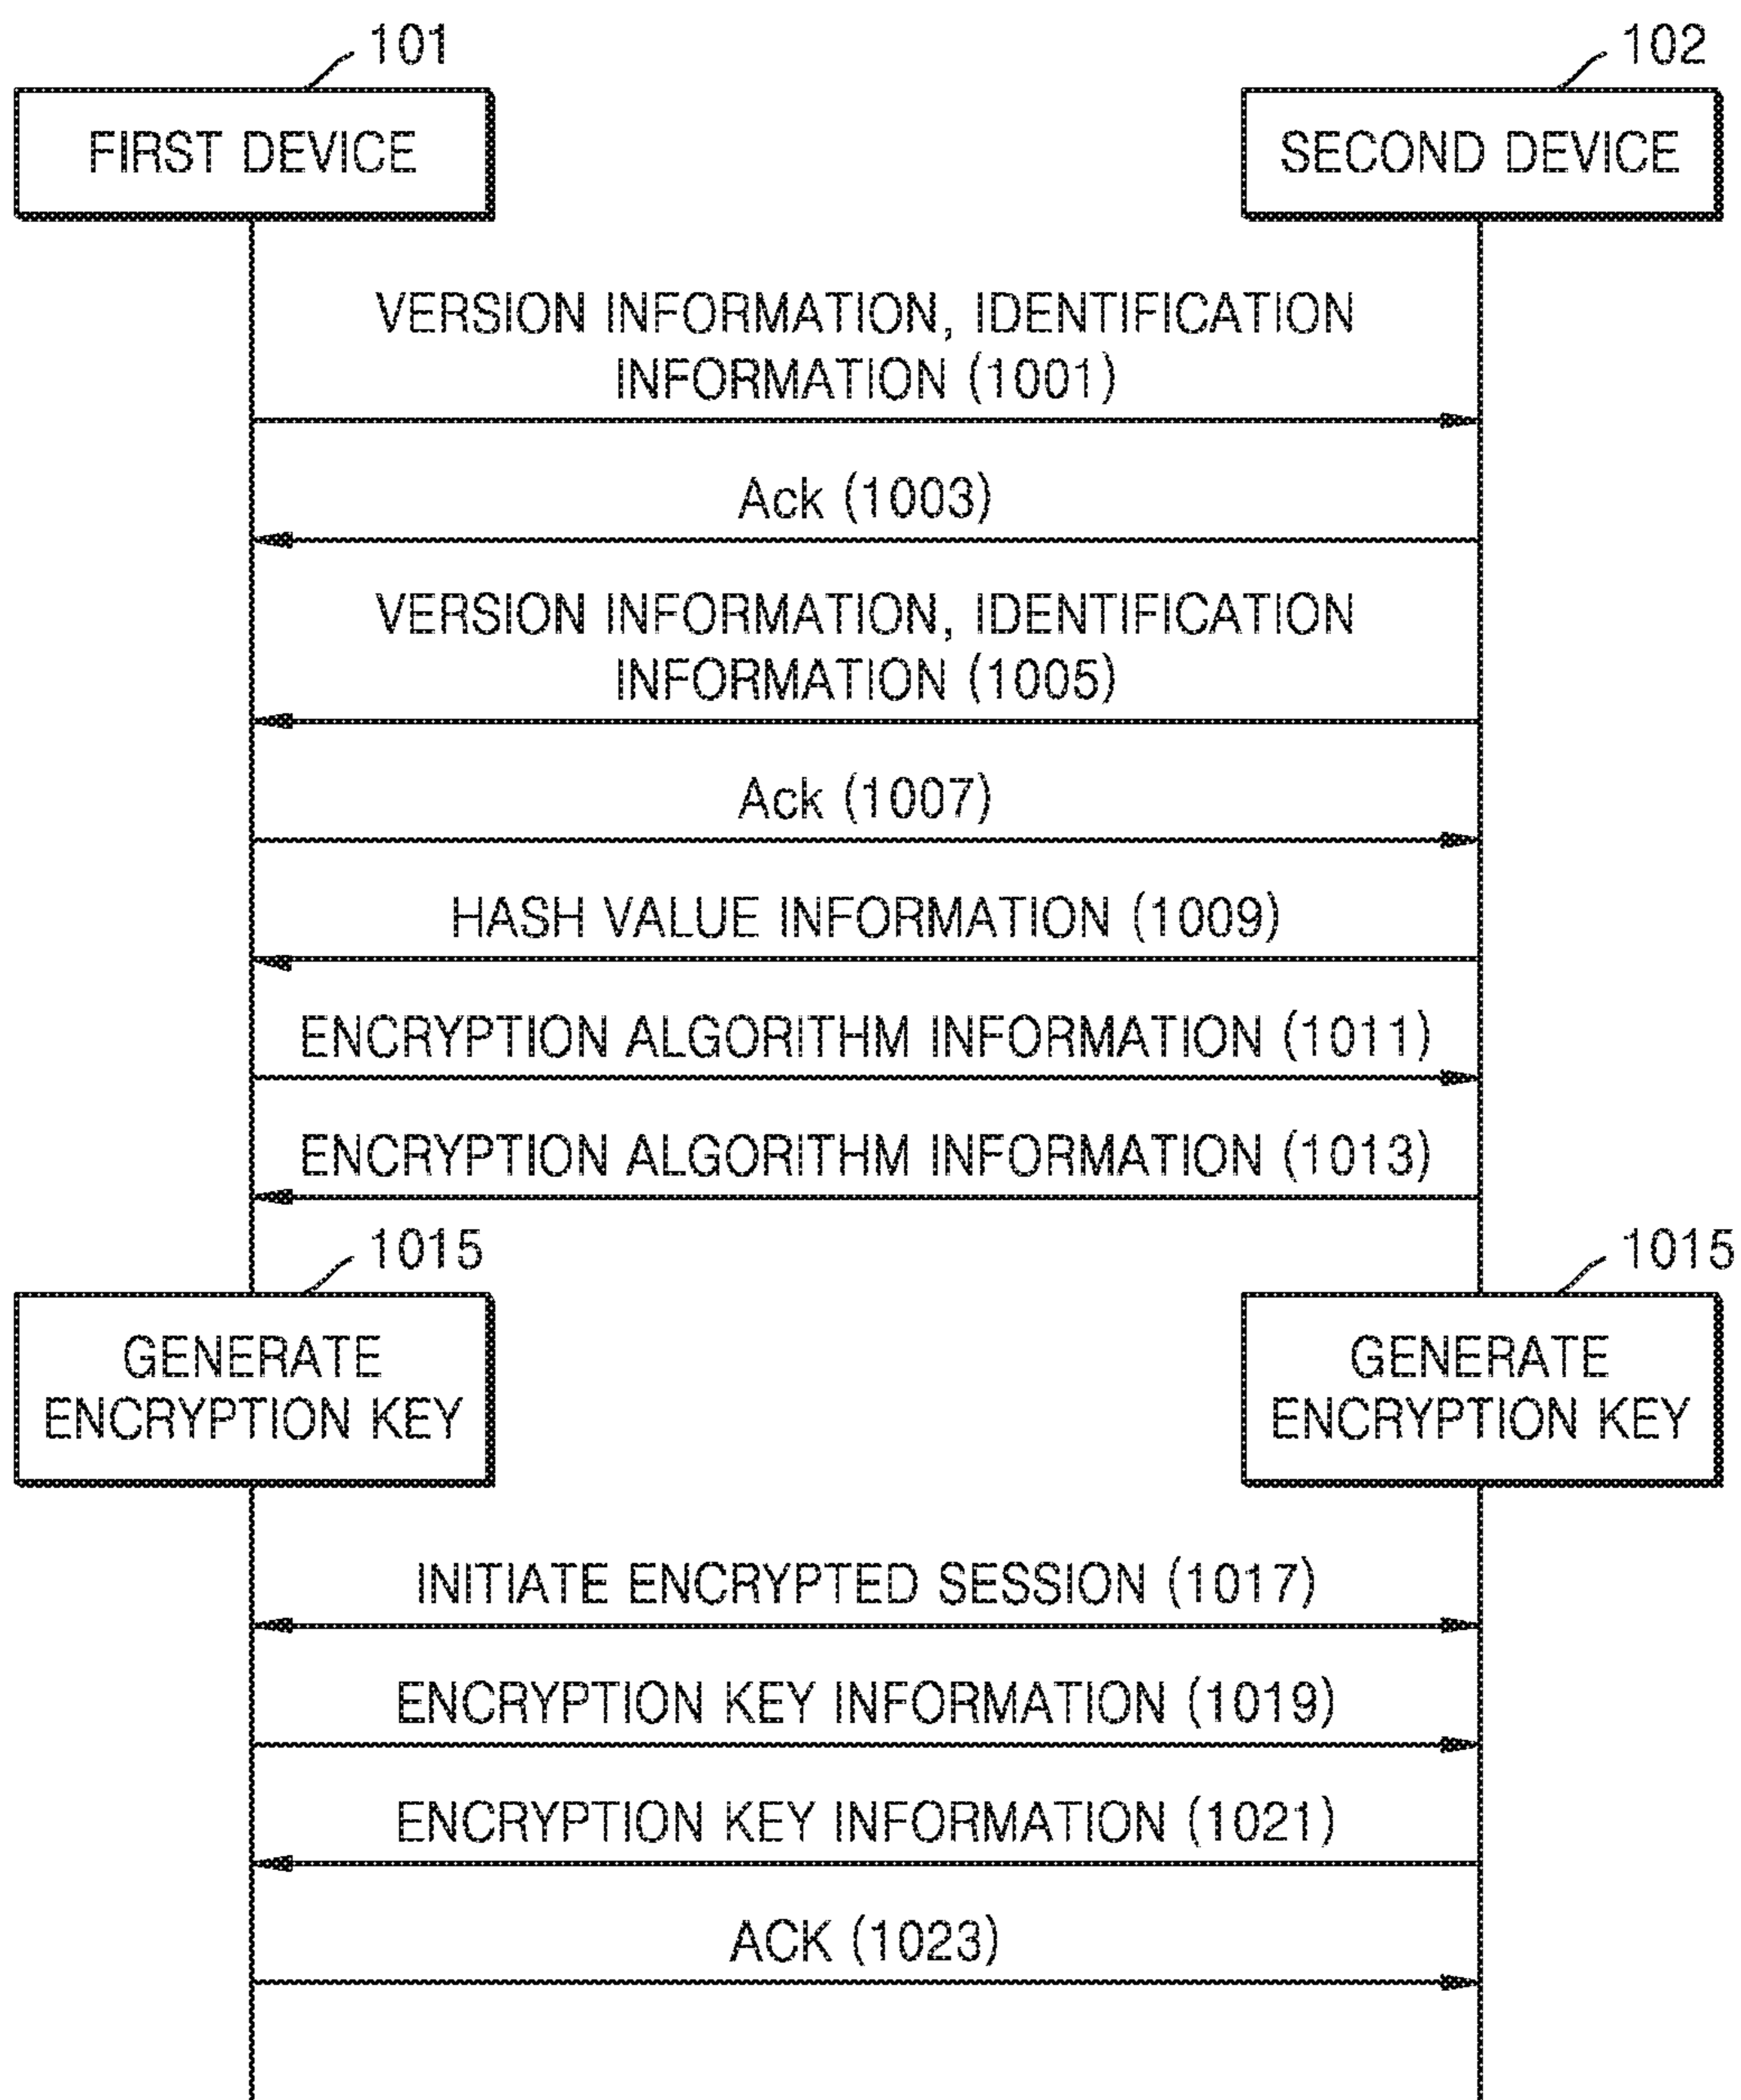 101
102
FIRST DEVICE
SECOND DEVICE
VERSION INFORMATION, IDENTIFICATION
INFORMATION (1001)
Ack (1003)
VERSION INFORMATION, IDENTIFICATION
INFORMATION (1005)
Ack (1007)
HASH VALUE INFORMATION (1009)
ENCRYPTION ALGORITHM INFORMATION (1011)
ENCRYPTION ALGORITHM INFORMATION (1013)
1015
1015
GENERATE
ENCRYPTION KEY
GENERATE
ENCRYPTION KEY
INITIATE ENCRYPTED SESSION (1017)
ENCRYPTION KEY INFORMATION (1019)
ENCRYPTION KEY INFORMATION (1021)
ACK (1023)